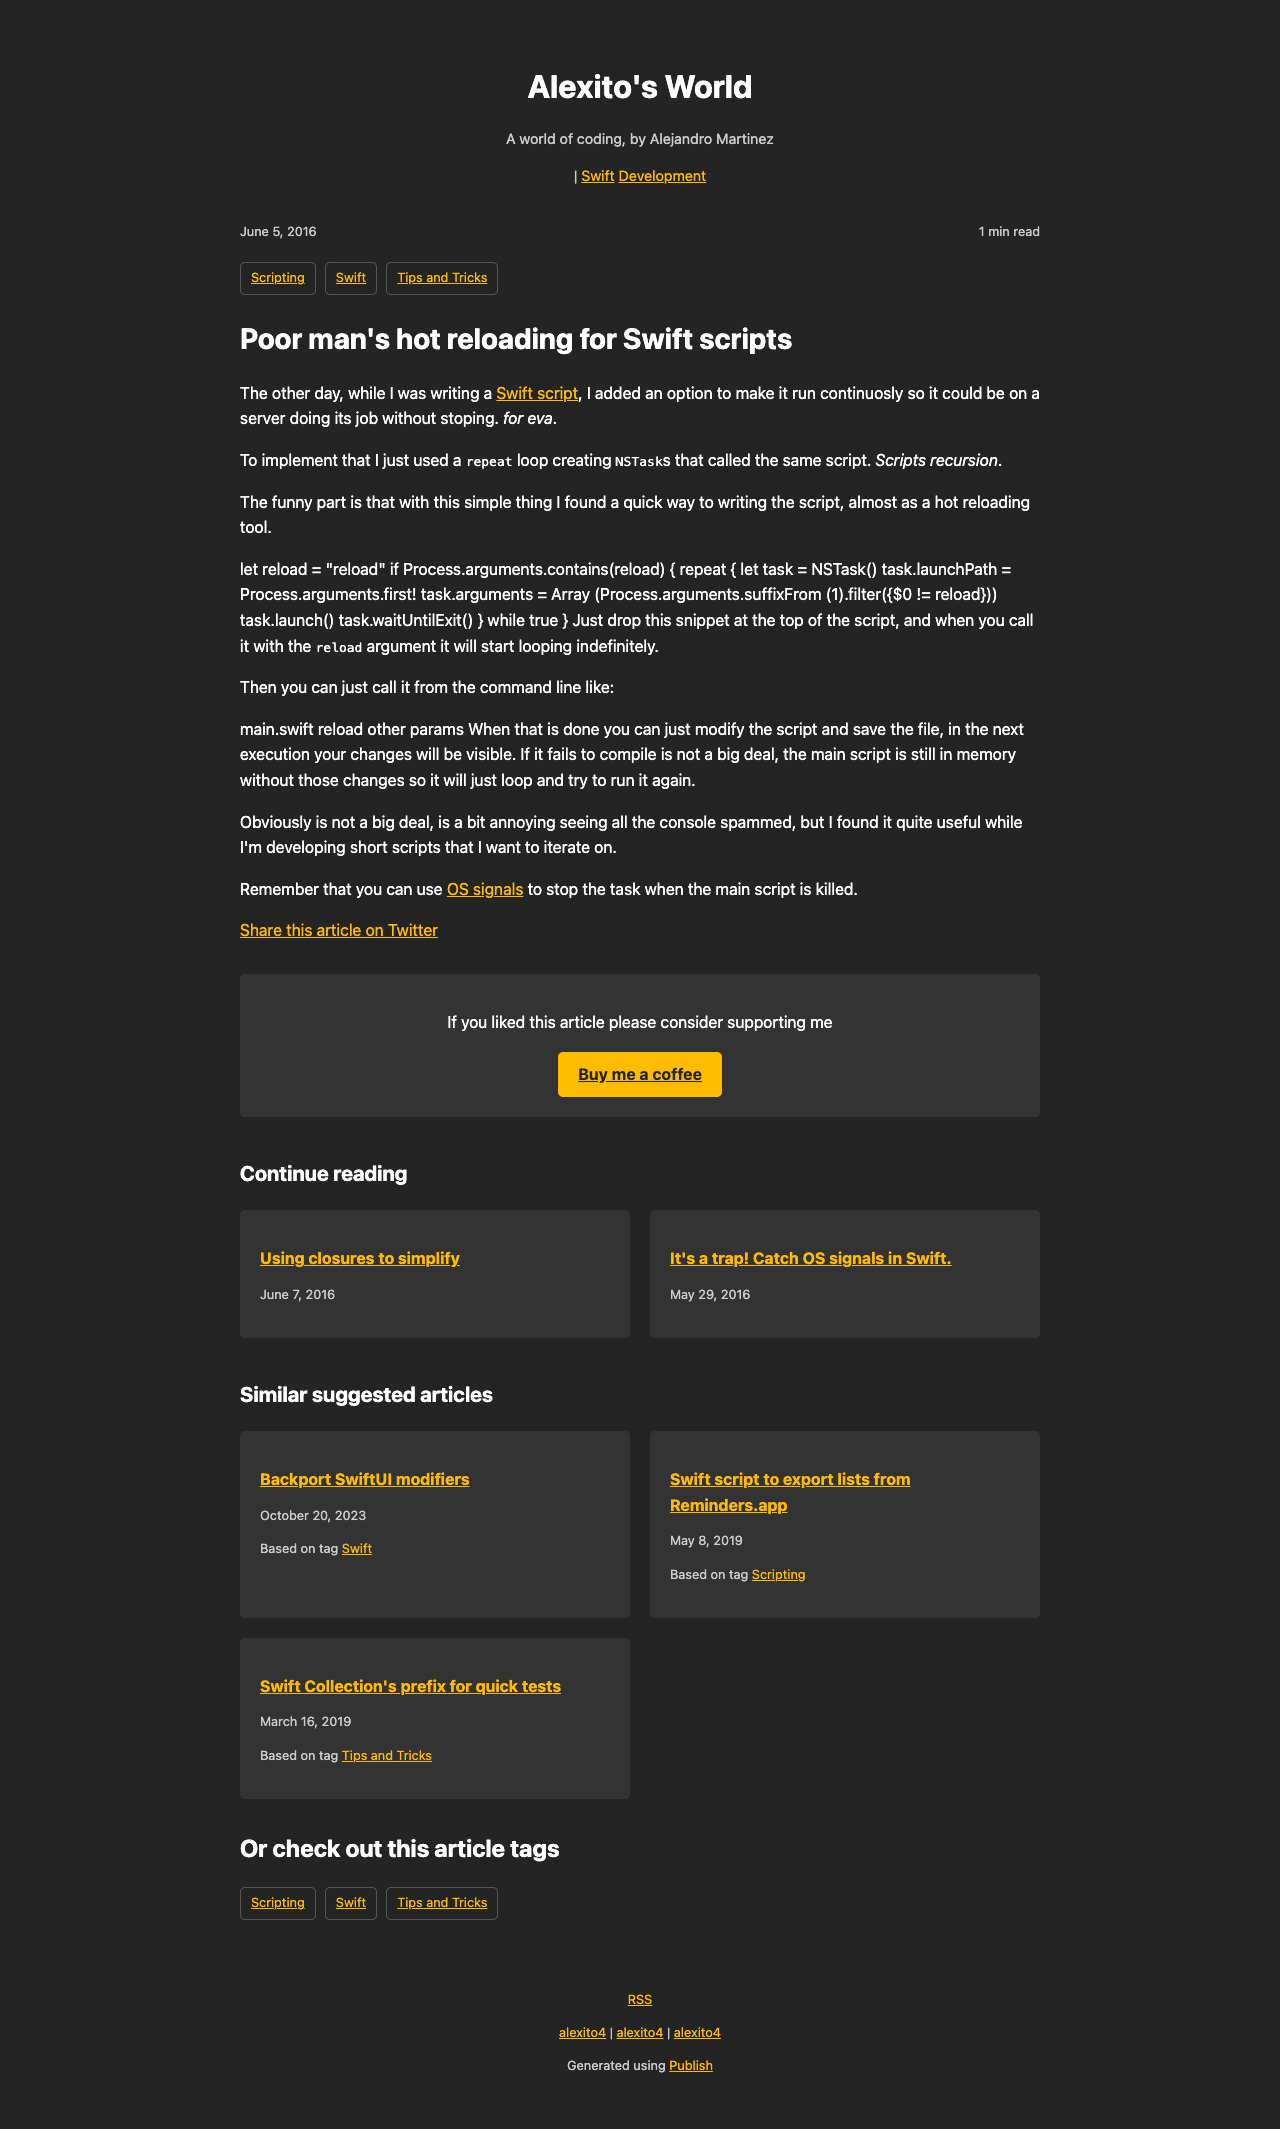 Alexito's World
A world of coding, by Alejandro Martinez
| Swift Development
June 5, 2016
1 min read
Scripting Swift Tips and Tricks
Poor man's hot reloading for Swift scripts
The other day, while I was writing a Swift script, I added an option to make it run continuosly so it could be on a
server doing its job without stoping. for eva.
To implement that I just used a repeat loop creating NSTasks that called the same script. Scripts recursion.
The funny part is that with this simple thing I found a quick way to writing the script, almost as a hot reloading
tool.
let reload = "reload" if Process.arguments.contains(reload) { repeat { let task = NSTask() task.launchPath =
Process.arguments.first! task.arguments = Array (Process.arguments.suffixFrom (1).filter({$0 != reload}))
task.launch() task.waitUntilExit() } while true } Just drop this snippet at the top of the script, and when you call
it with the reload argument it will start looping indefinitely.
Then you can just call it from the command line like:
main.swift reload other params When that is done you can just modify the script and save the file, in the next
execution your changes will be visible. If it fails to compile is not a big deal, the main script is still in memory
without those changes so it will just loop and try to run it again.
Obviously is not a big deal, is a bit annoying seeing all the console spammed, but I found it quite useful while
I'm developing short scripts that I want to iterate on.
Remember that you can use OS signals to stop the task when the main script is killed.
Share this article on Twitter
If you liked this article please consider supporting me
Buy me a coffee
Continue reading
Using closures to simplify
June 7, 2016
It's a trap! Catch OS signals in Swift.
May 29, 2016
Similar suggested articles
Backport SwiftUI modifiers
October 20, 2023
Based on tag Swift
Swift script to export lists from
Reminders.app
May 8, 2019
Based on tag Scripting
Swift Collection's prefix for quick tests
March 16, 2019
Based on tag Tips and Tricks
Or check out this article tags
Scripting Swift Tips and Tricks
RSS
alexito4 | alexito4 | alexito4
Generated using Publish